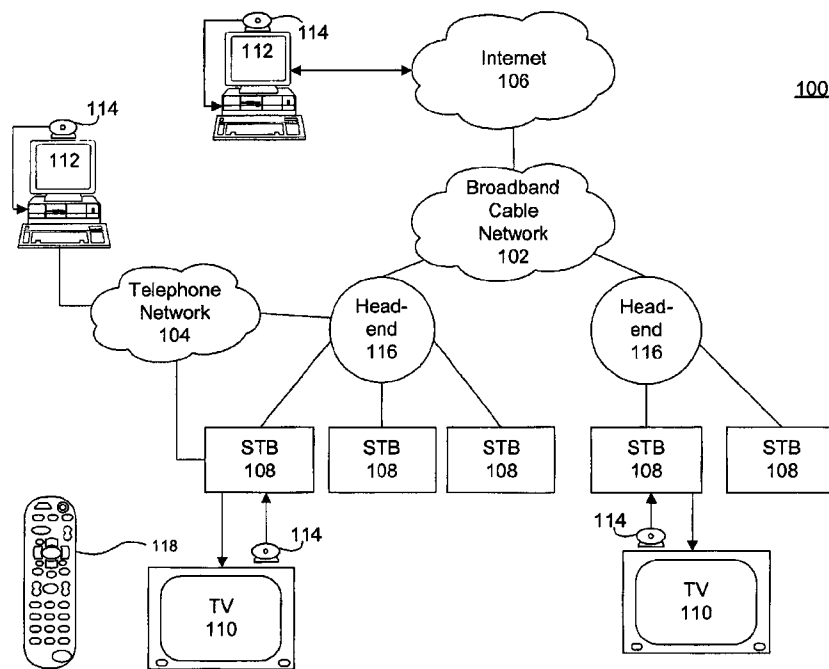 114
112
Internet
106
100
114
112
Broadband
Cable
Network
102
Telephone
Network
104
Head-
end
116
Head-
end
116
STB
108
STB
108
STB
108
STB
108
STB
108
114
114
118
TV
110
TV
110